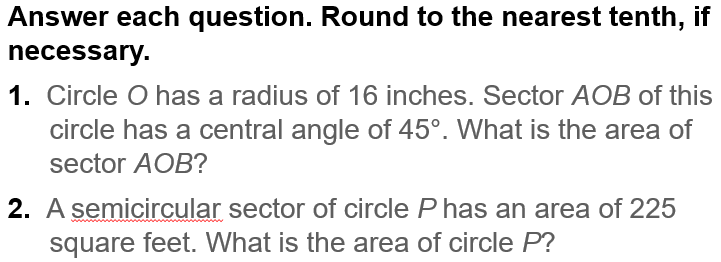 Answer each question. Round to the nearest tenth, if
necessary.
1. Circle O has a radius of 16 inches. Sector AOB of this
circle has a central angle of 45°. What is the area of
sector AOB?
2. A semicircular sector of circle P has an area of 225
square feet. What is the area of circle P?